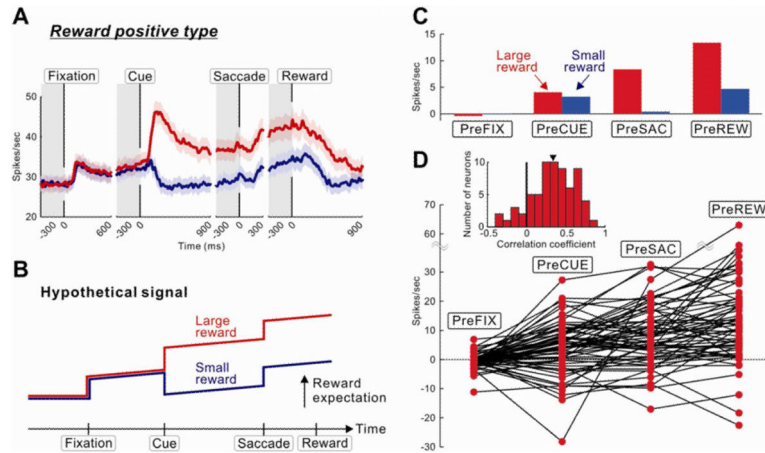 A
Reward positive type
Fixation Cue Saccade Reward
50
40
30
20
Spikes/sec
-300 0 600 -300 0 900 -300 0 300 -300 0 900
Time (ms)
B
Hypothetical signal
Large
reward
Small
reward
Reward
expectation
Time
Fixation Cue Saccade Reward
C
15
10
5
0
Spikes/sec
Large
reward
Small
reward
PreFIX PreCUE PreSAC PreREW
D
Number of neurons
10
5
0
-0.4 0 0.5 1
Correlation coefficient
70
60
30
20
10
0
-10
-20
-30
Spikes/sec
PreFIX
PreCUE
PreSAC
PreREW